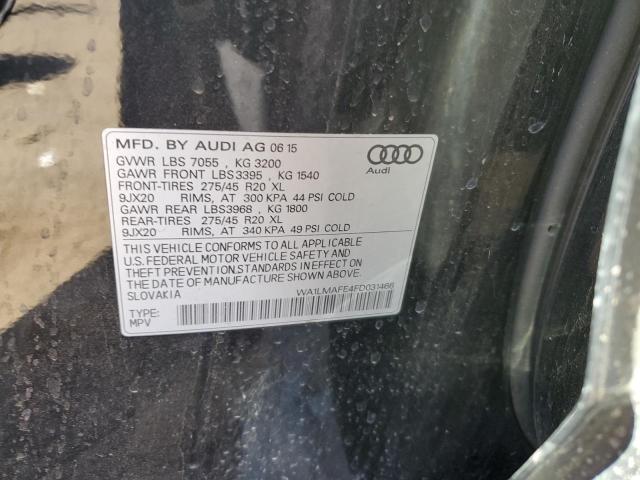 MFD. BY AUDI AG 06 15
GVWR LBS 7055 , KG 3200
GAWR FRONT LBS3395 , KG 1540
FRONT-TIRES 275/45 R20 XL
9JX20 RIMS, AT 300 KPA 44 PSI COLD
GAWR REAR LBS3968 , KG 1800
REAR-TIRES 275/45 R20 XL
9JX20 RIMS, AT 340 KPA 49 PSI COLD
Audi
THIS VEHICLE CONFORMS TO ALL APPLICABLE
U.S. FEDERAL MOTOR VEHICLE SAFETY AND
THEFT PREVENTION STANDARDS IN EFFECT ON
THE DATE OF MANUFACTURE SHOWN ABOVE.
SLOVAKIA
WA1LMAFE4FD031466
TYPE:
MPV